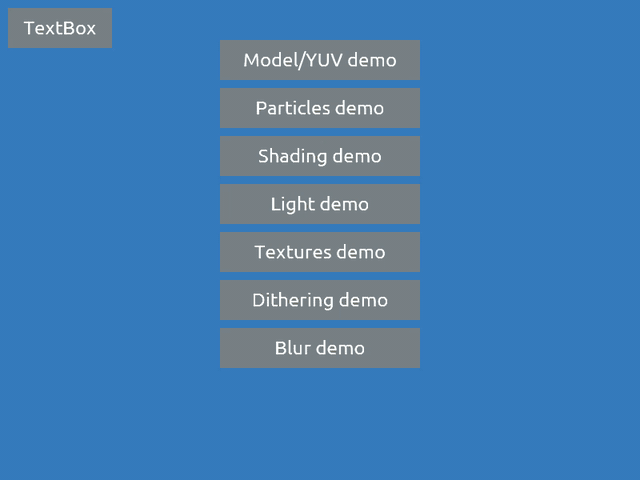 TextBox
Model/YUV demo
Particles demo
Shading demo
Light demo
Textures demo
Dithering demo
Blur demo